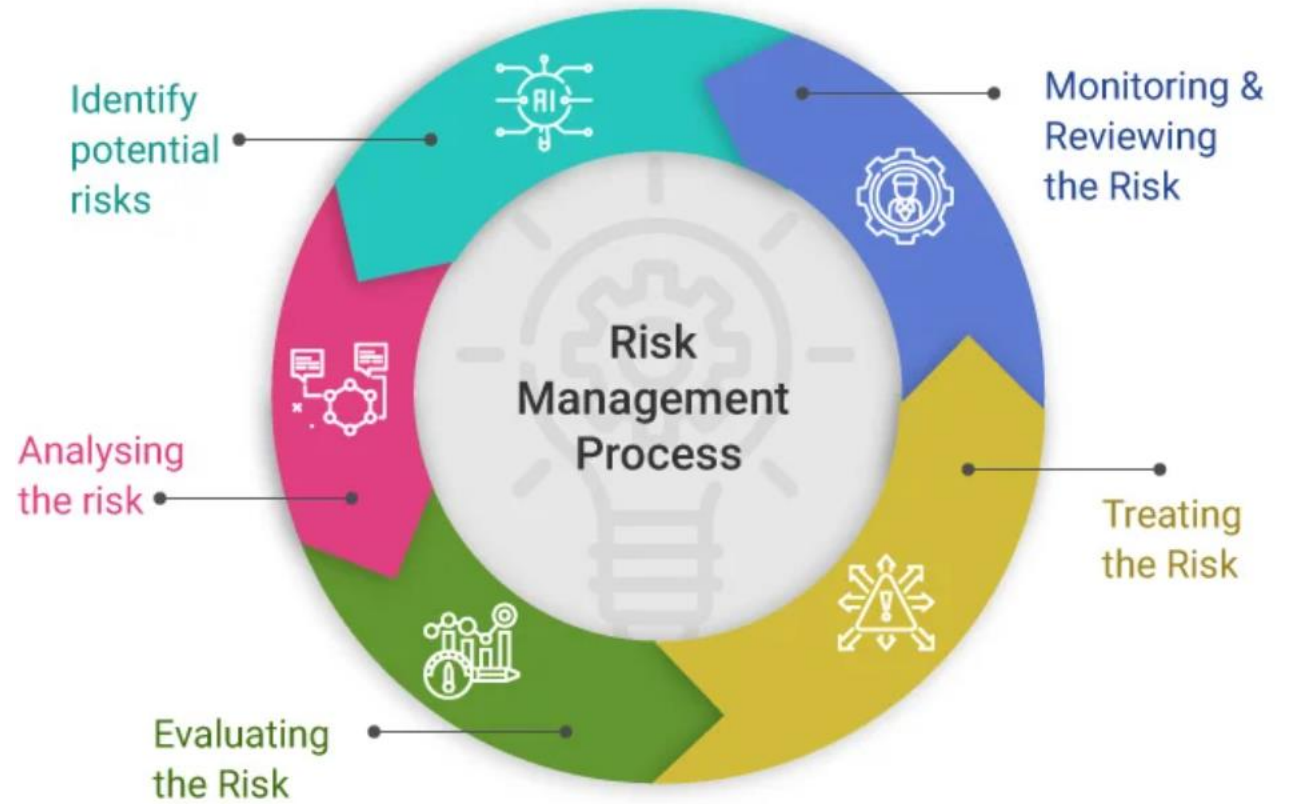 Identify
potential
risks
AI
Monitoring &
Reviewing
the Risk
Risk
Management
Process
Analysing
the risk
Treating
the Risk
Evaluating
the Risk